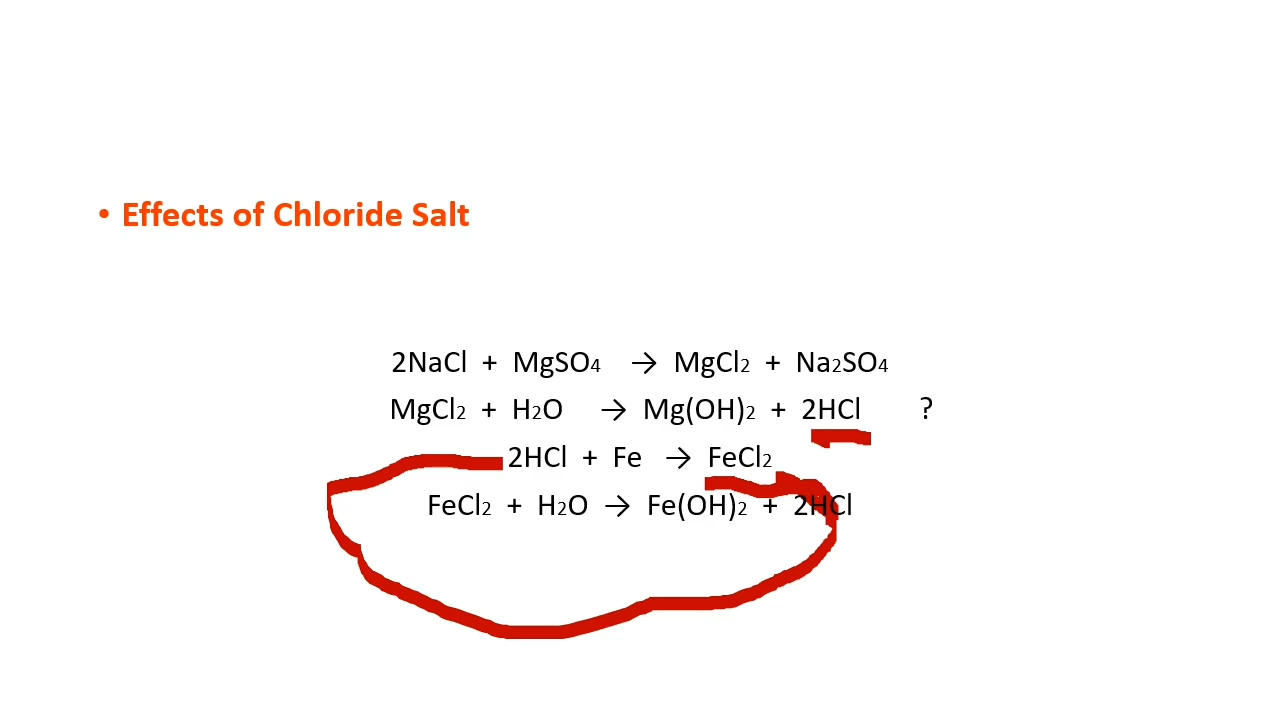 • Effects of Chloride Salt
2NaCl + MgSO₄ → MgCl₂ + Na₂SO₄
MgCl₂ + H₂O → Mg(OH)₂ + 2HCl ?
2HCl + Fe → FeCl₂
FeCl₂ + H₂O → Fe(OH)₂ + 2HCl